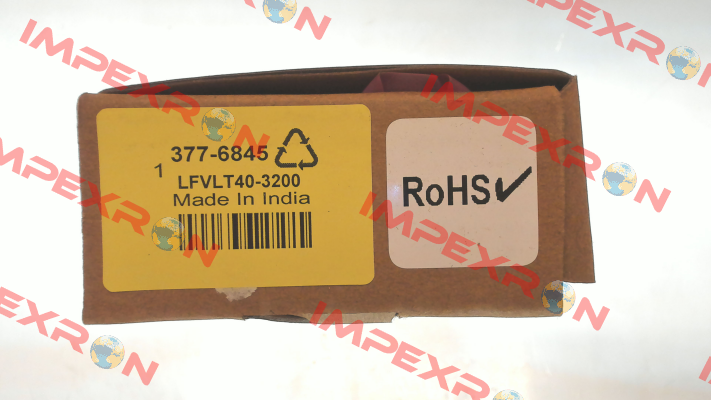 377-6845
1
LFVLT40-3200
Made In India
RoHS✓
IMPEXRON
IMPEXRON
IMPEXRON
IMPEXRON
IMPEXRON
IMPEXRON